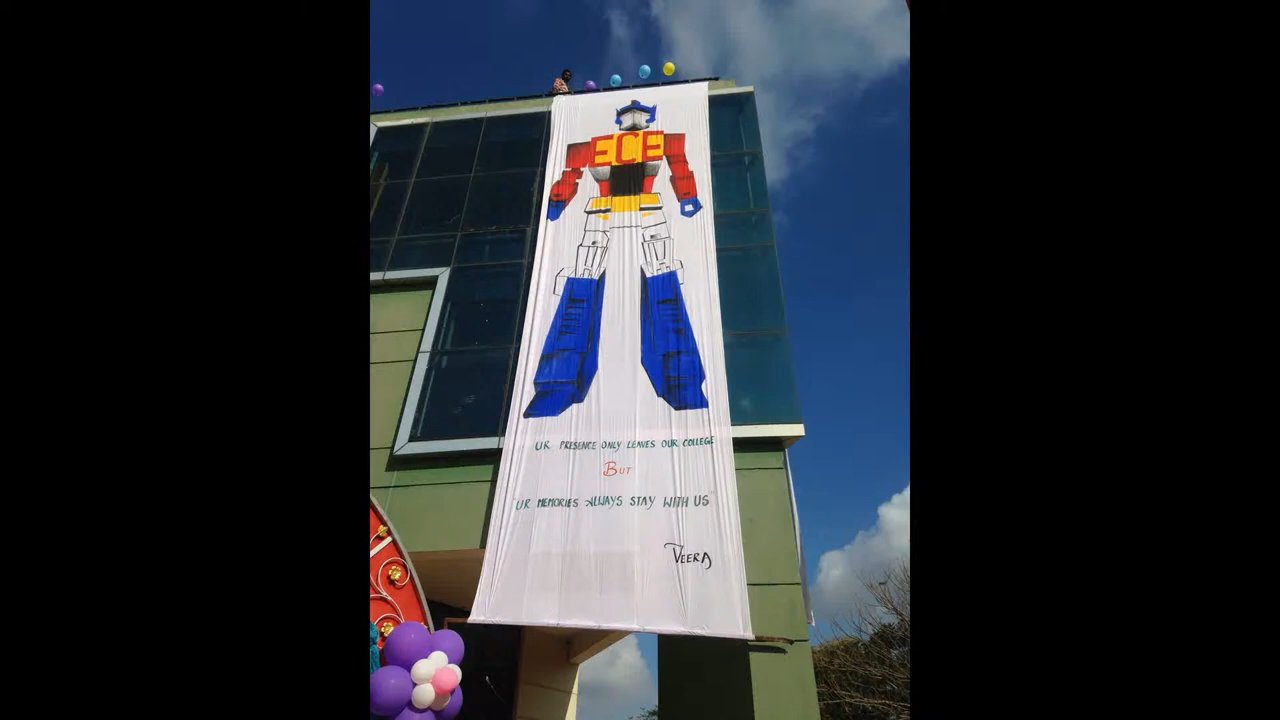 ECE
UR PRESENCE ONLY LEAVES OUR COLLEGE
BUT
"UR MEMORIES ALWAYS STAY WITH US"
VEERA